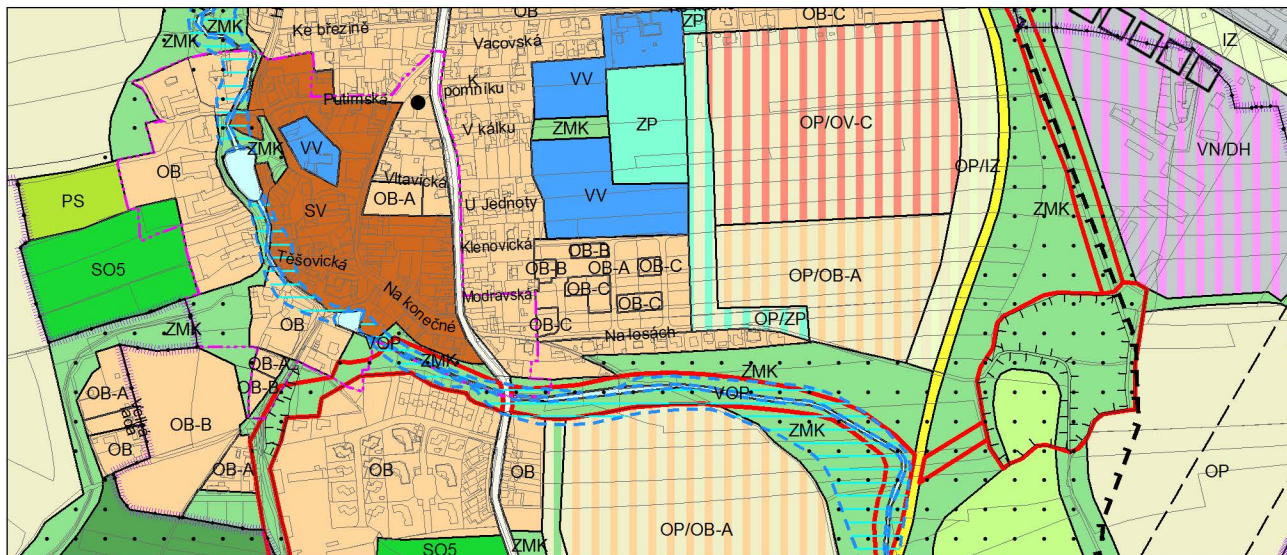 ZMK
Ke březině
OB
ZP
OB-C
IZ
Vacovská
VV
K
pomníku
Putimská
V kálku
ZMK
ZP
OP/OV-C
VN/DH
ZMK
VV
OB
OP/IZ
PS
Vltavická
OB-A
U Jednoty
VV
ZMK
SV
Klenovická
OB-B
SO5
Těšovická
OB-B
OB-A
OB-C
OP/OB-A
OB-C
Modravská
OB-C
Na konečné
ZMK
OB
OP/ZP
OB-C
Na losách
VOP
ZMK
ZMK
OB-A
OB-B
VOP
OB-A
ZMK
OB-B
OB
OB-A
OB
OB
OP
OP/OB-A
SO5
ZMK